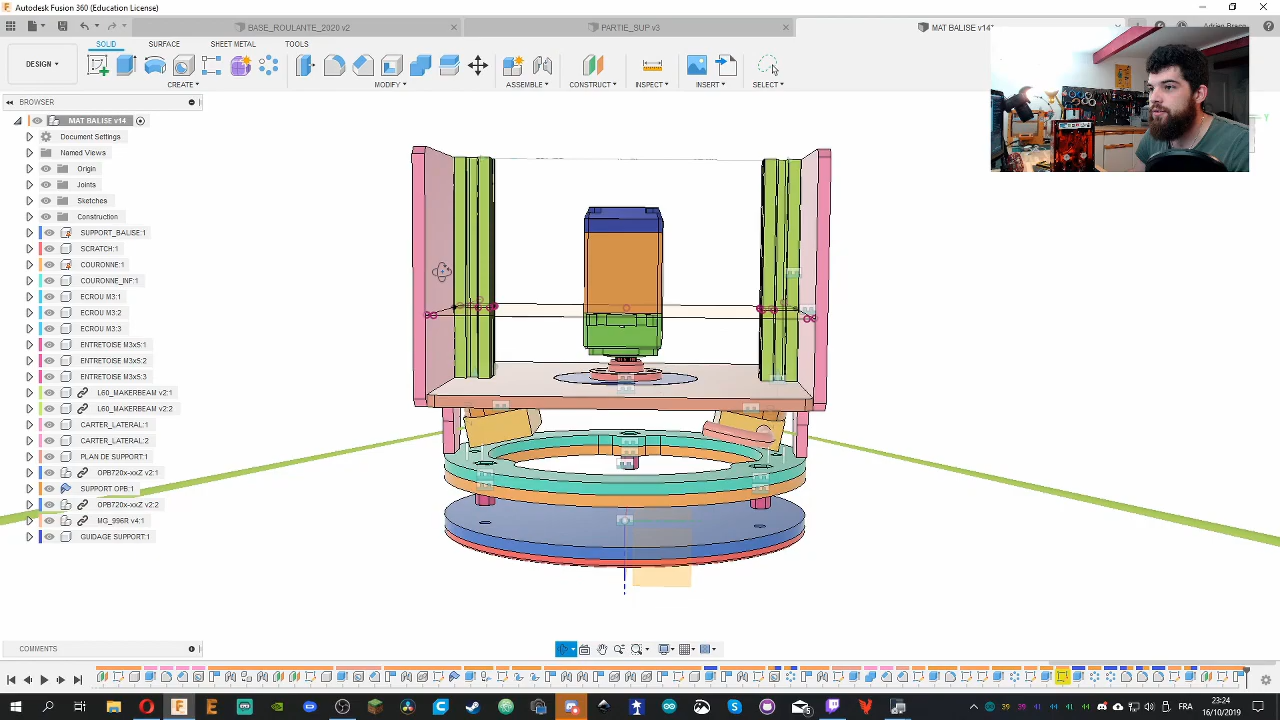 Autodesk Fusion 360 (Education License)
BASE_ROULANTE_2020 v2
PARTIE_SUP v3
MAT BALISE v14*
SOLID
SURFACE
SHEET METAL
TOOLS
DESIGN
CREATE
MODIFY
ASSEMBLE
CONSTRUCT
INSPECT
INSERT
SELECT
BROWSER
MAT BALISE v14
Document Settings
Named Views
Origin
Joints
Sketches
Construction
SUPPORT_BALISE:1
SCRATCH:1
COURONNE:1
COURONNE_INF:1
ECROU M3:1
ECROU M3:2
ECROU M3:3
ENTRETOISE M3x5:1
ENTRETOISE M3x5:2
ENTRETOISE M3x5:3
L60_MAKERBEAM v2:1
L60_MAKERBEAM v2:2
CARTER_LATERAL:1
CARTER_LATERAL:2
PLAN DE SUPPORT:1
OPB720x-xxZ v2:1
SUPPORT OPB:1
OPB720x-xxZ v2:2
MG_996R v4:1
GUIDAGE SUPPORT:1
COMMENTS
39 39 41 44 44
23:24
16/10/2019